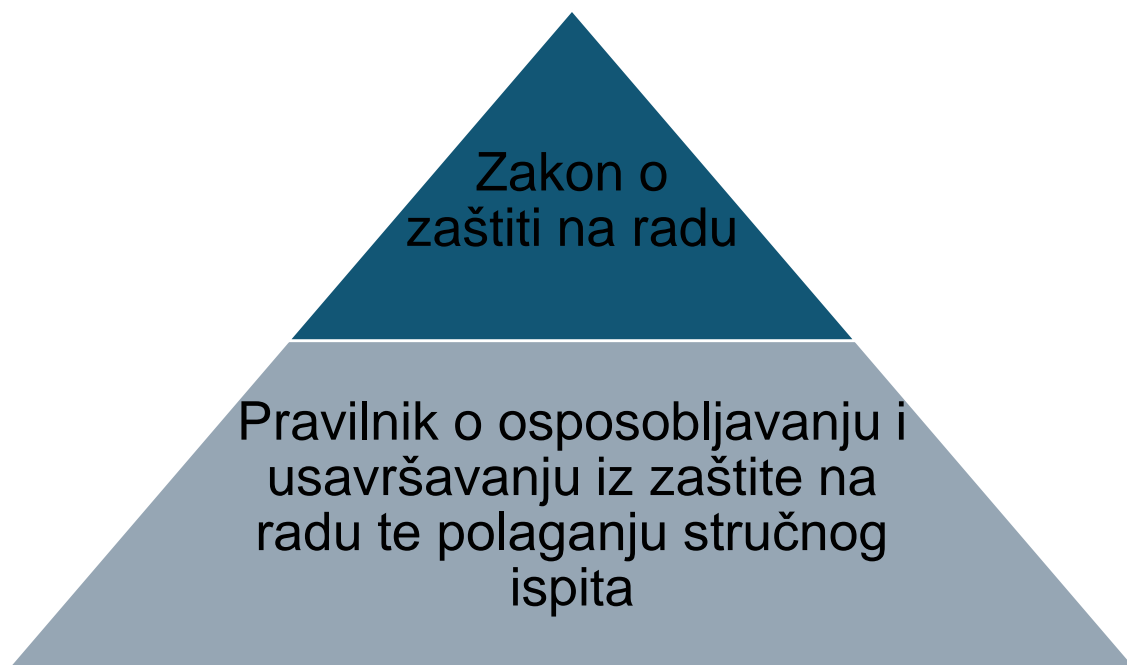 Zakon o
zaštiti na radu
Pravilnik o osposobljavanju i
usavršavanju iz zaštite na
radu te polaganju stručnog
ispita